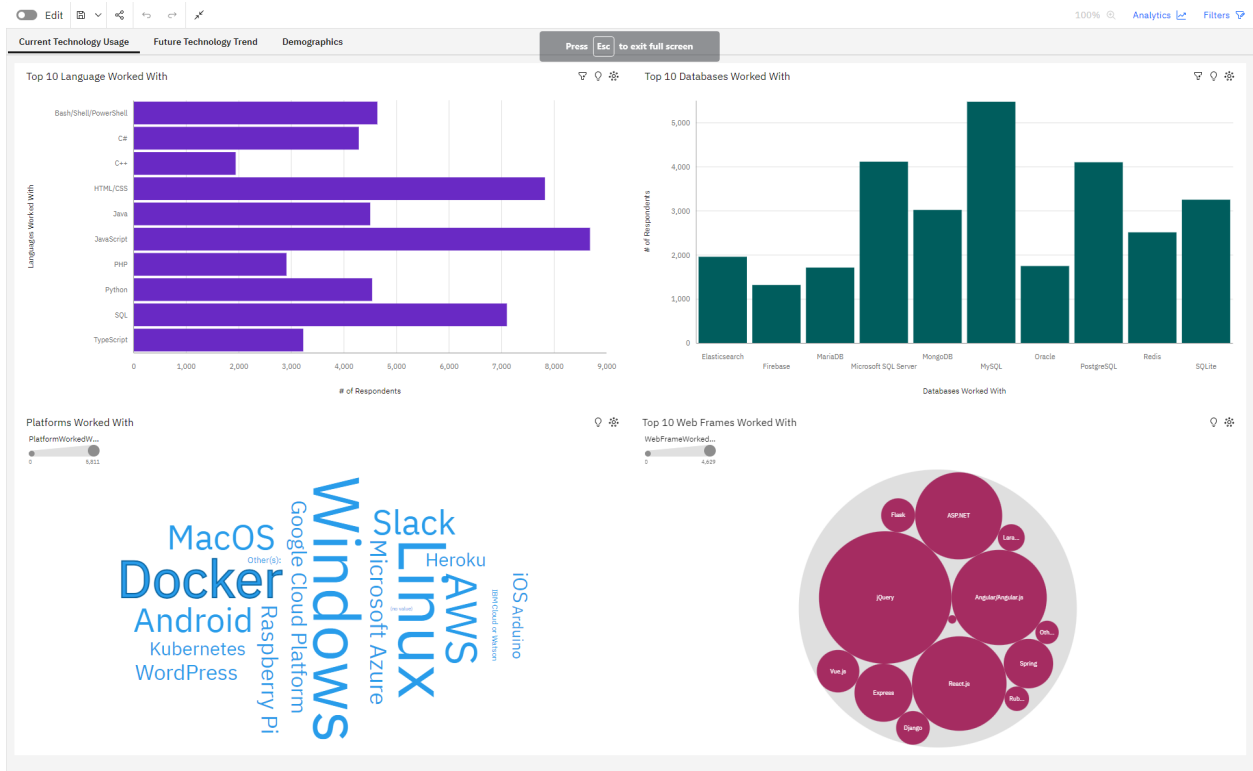 Edit
100%
Analytics
Filters
Current Technology Usage
Future Technology Trend
Demographics
Press Esc to exit full screen
Top 10 Language Worked With
Languages Worked With
Bash/Shell/PowerShell
C#
C++
HTML/CSS
Java
JavaScript
PHP
Python
SQL
TypeScript
0 1,000 2,000 3,000 4,000 5,000 6,000 7,000 8,000 9,000
# of Respondents
Top 10 Databases Worked With
# of Respondents
5,000
4,000
3,000
2,000
1,000
0
Elasticsearch
Firebase
MariaDB
Microsoft SQL Server
MongoDB
MySQL
Oracle
PostgreSQL
Redis
SQLite
Databases Worked With
Platforms Worked With
PlatformWorkedW...
0
Windows
Slack
Google Cloud Platform
MacOS
Other(s):
Docker
Microsoft Azure
Linux
Heroku
AWS
IBM Cloud or Watson
iOS
Arduino
Android
Raspberry Pi
Kubernetes
WordPress
Top 10 Web Frames Worked With
WebFrameWorked...
0 4,629
Flask
ASP.NET
Lara...
jQuery
Angular/Angular.js
Oth...
Vue.js
Express
React.js
Spring
Rub...
Django